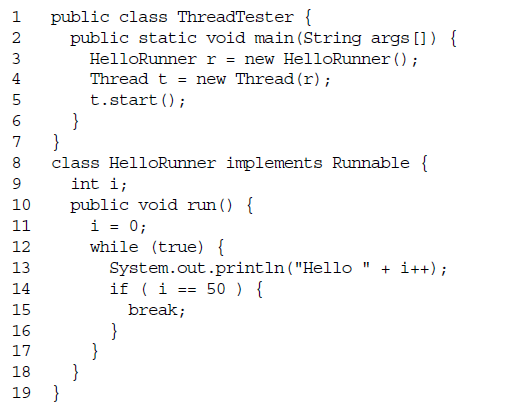 1 public class ThreadTester {
2   public static void main(String args[]) {
3     HelloRunner r = new HelloRunner();
4     Thread t = new Thread(r);
5     t.start();
6   }
7 }
8 class HelloRunner implements Runnable {
9   int i;
10   public void run() {
11     i = 0;
12     while (true) {
13       System.out.println("Hello " + i++);
14       if ( i == 50 ) {
15         break;
16       }
17     }
18   }
19 }